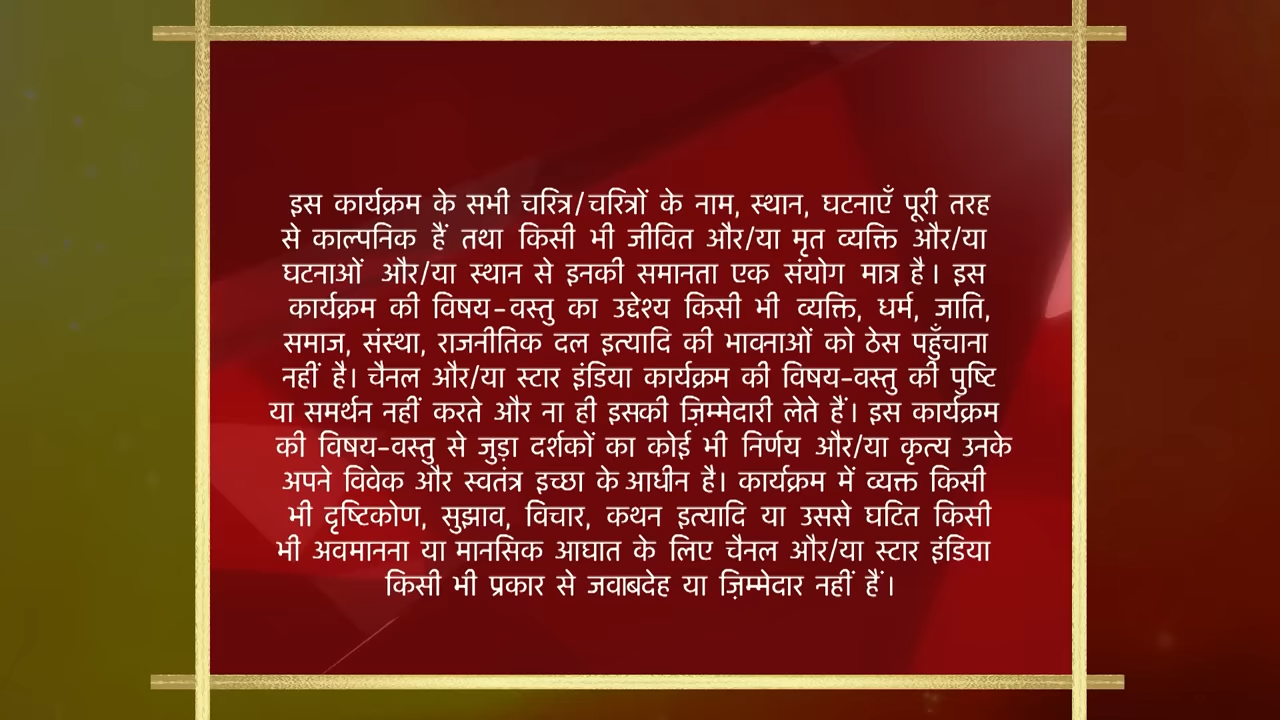 इस कार्यक्रम के सभी चरित्र/चरित्रों के नाम, स्थान, घटनाएँ पूरी तरह
से काल्पनिक हैं तथा किसी भी जीवित और/या मृत व्यक्ति और/या
घटनाओं और/या स्थान से इनकी समानता एक संयोग मात्र है। इस
कार्यक्रम की विषय-वस्तु का उद्देश्य किसी भी व्यक्ति, धर्म, जाति,
समाज, संस्था, राजनीतिक दल इत्यादि की भावनाओं को ठेस पहुँचाना
नहीं है। चैनल और/या स्टार इंडिया कार्यक्रम की विषय-वस्तु की पुष्टि
या समर्थन नहीं करते और ना ही इसकी ज़िम्मेदारी लेते हैं। इस कार्यक्रम
की विषय-वस्तु से जुड़ा दर्शकों का कोई भी निर्णय और/या कृत्य उनके
अपने विवेक और स्वतंत्र इच्छा के आधीन है। कार्यक्रम में व्यक्त किसी
भी दृष्टिकोण, सुझाव, विचार, कथन इत्यादि या उससे घटित किसी
भी अवमानना या मानसिक आघात के लिए चैनल और/या स्टार इंडिया
किसी भी प्रकार से जवाबदेह या ज़िम्मेदार नहीं हैं।